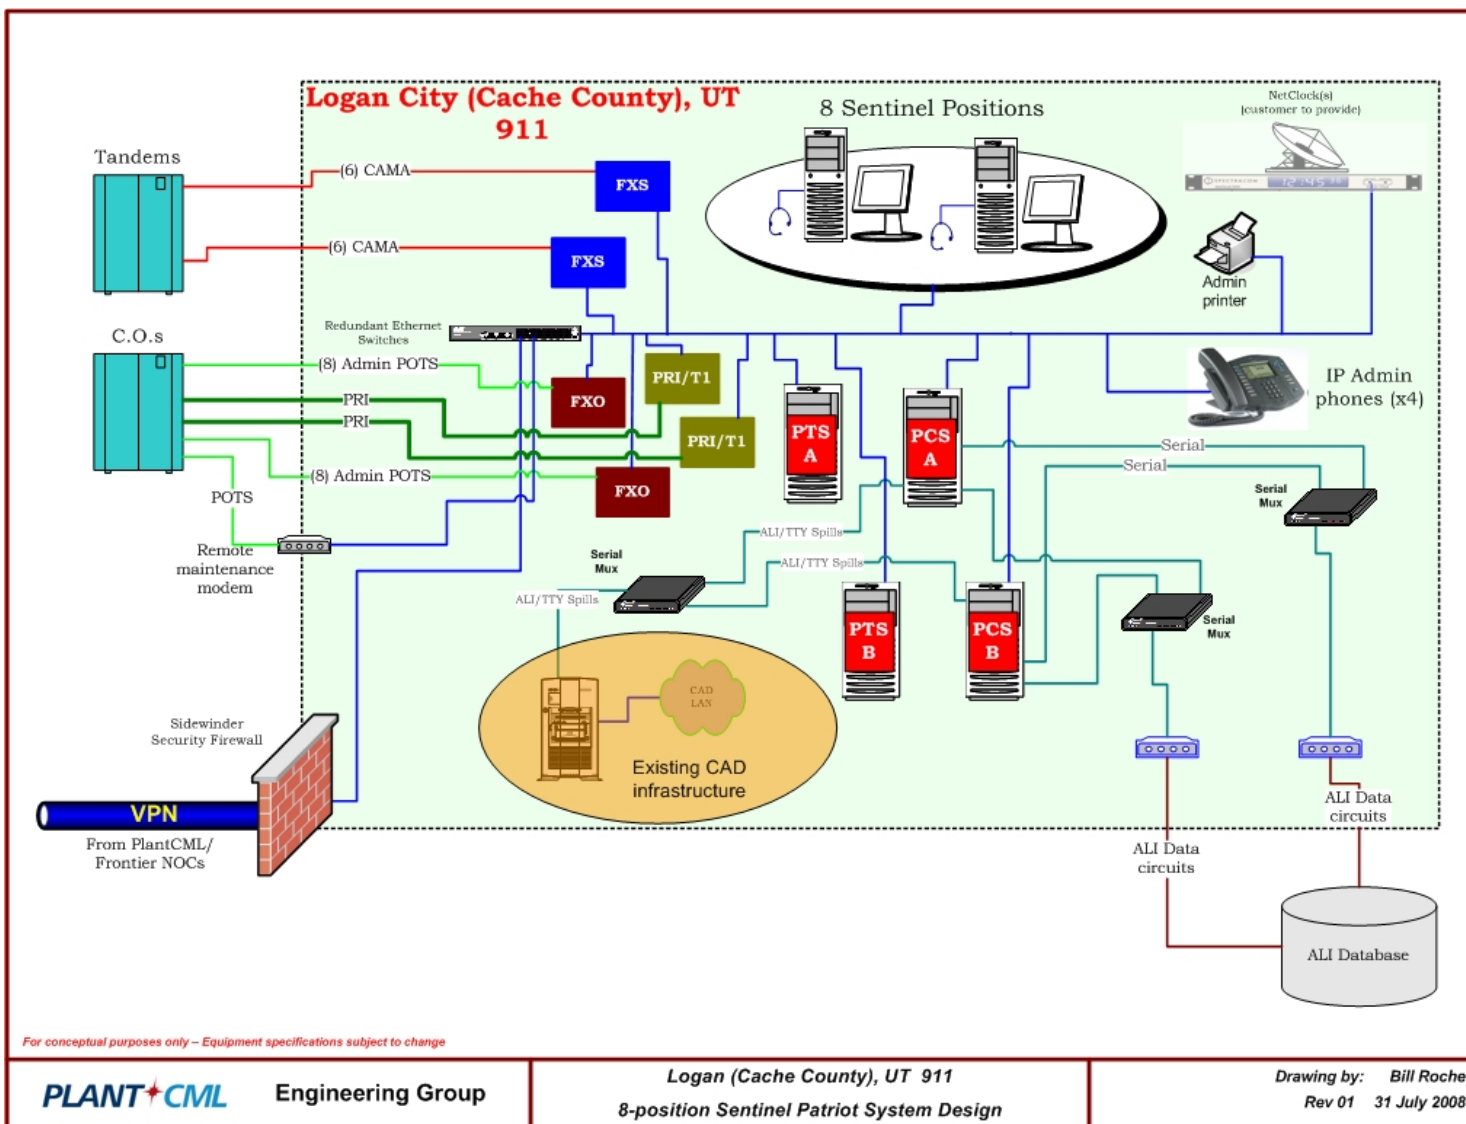 Logan City (Cache County), UT
911
8 Sentinel Positions
NetClock(s)
(customer to provide)
Tandems
(6) CAMA
FXS
(6) CAMA
FXS
SPECTRACOM
Admin
printer
C.O.s
Redundant Ethernet
Switches
(8) Admin POTS
PRI
PRI
(8) Admin POTS
POTS
FXO
PRI/T1
PRI/T1
FXO
PTS
A
PCS
A
IP Admin
phones (x4)
Serial
Serial
Serial
Mux
Remote
maintenance
modem
ALI/TTY Spills
ALI/TTY Spills
ALI/TTY Spills
Serial
Mux
PTS
B
PCS
B
Serial
Mux
CAD
LAN
Existing CAD
infrastructure
Sidewinder
Security Firewall
VPN
From PlantCML/
Frontier NOCs
ALI Data
circuits
ALI Data
circuits
ALI Database
For conceptual purposes only – Equipment specifications subject to change
PLANT CML
Engineering Group
Logan (Cache County), UT 911
8-position Sentinel Patriot System Design
Drawing by: Bill Roche
Rev 01 31 July 2008